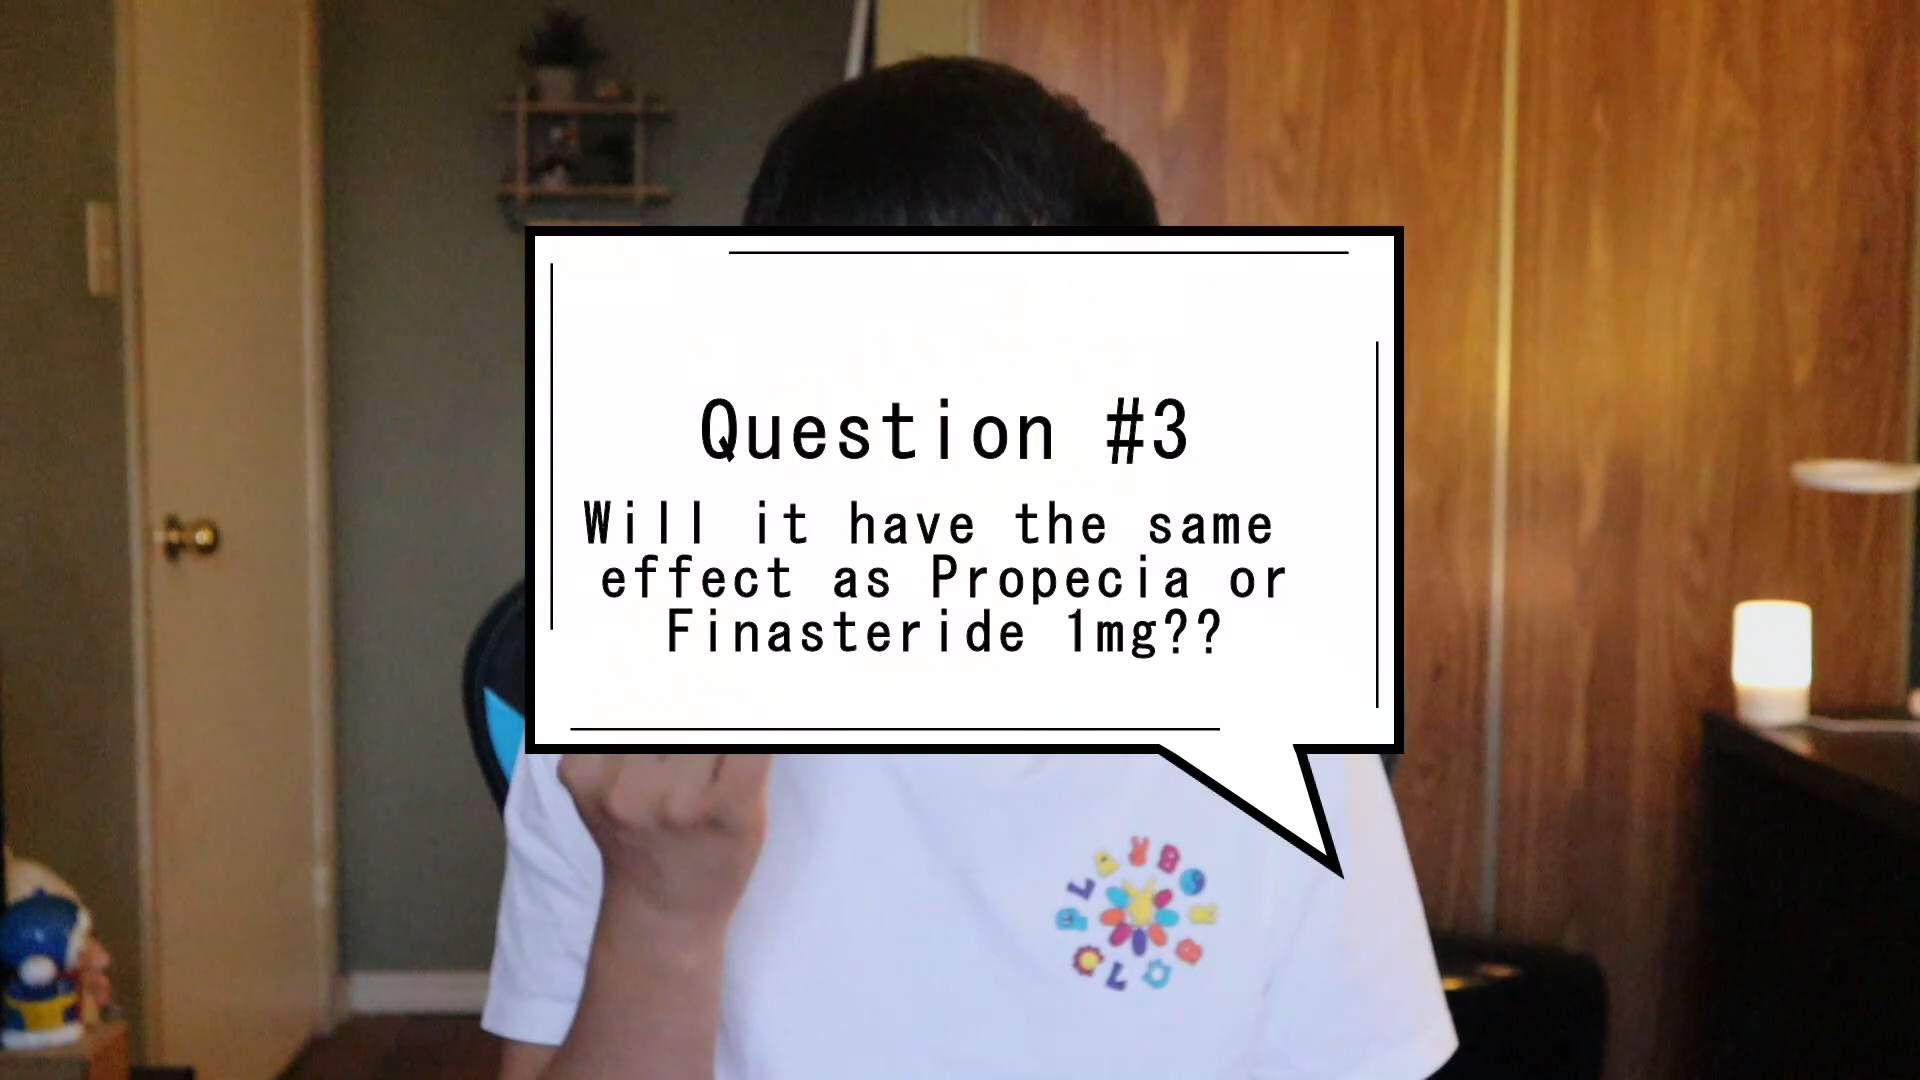 Question #3
Will it have the same
effect as Propecia or
Finasteride 1mg??